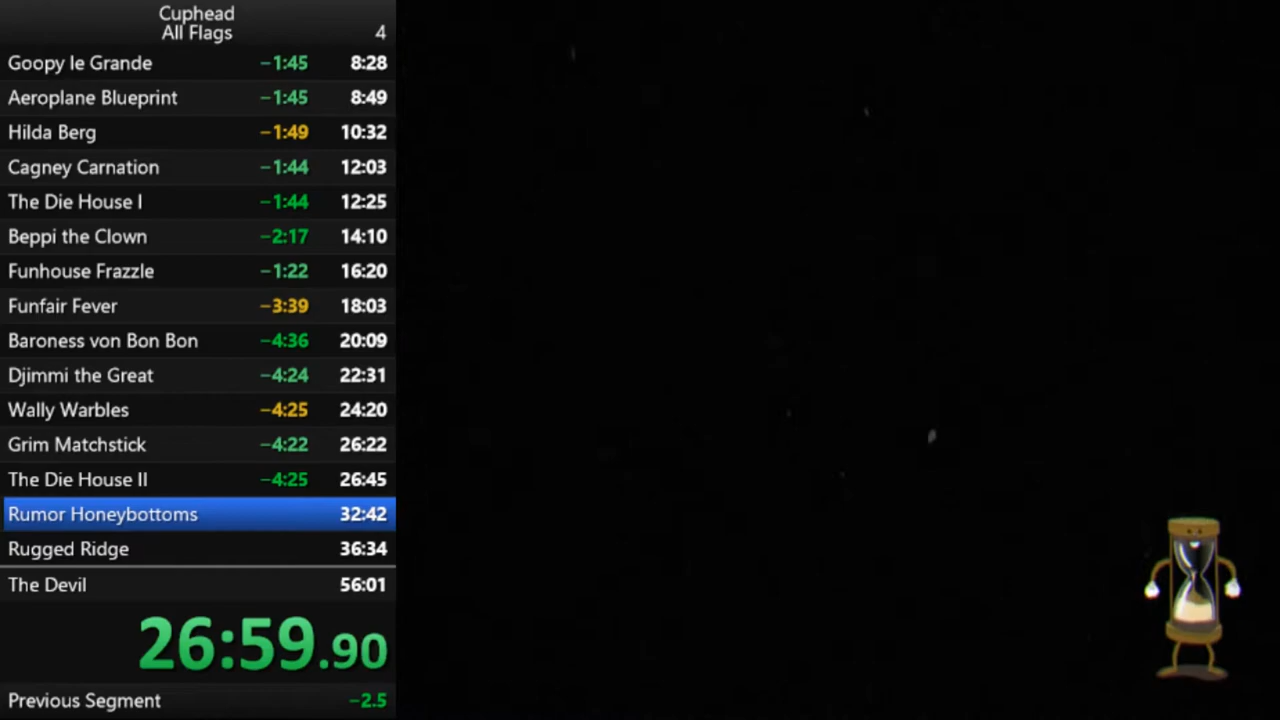 Cuphead
All Flags 4
Goopy le Grande −1:45 8:28
Aeroplane Blueprint −1:45 8:49
Hilda Berg −1:49 10:32
Cagney Carnation −1:44 12:03
The Die House I −1:44 12:25
Beppi the Clown −2:17 14:10
Funhouse Frazzle −1:22 16:20
Funfair Fever −3:39 18:03
Baroness von Bon Bon −4:36 20:09
Djimmi the Great −4:24 22:31
Wally Warbles −4:25 24:20
Grim Matchstick −4:22 26:22
The Die House II −4:25 26:45
Rumor Honeybottoms 32:42
Rugged Ridge 36:34
The Devil 56:01
26:59.90
Previous Segment −2.5